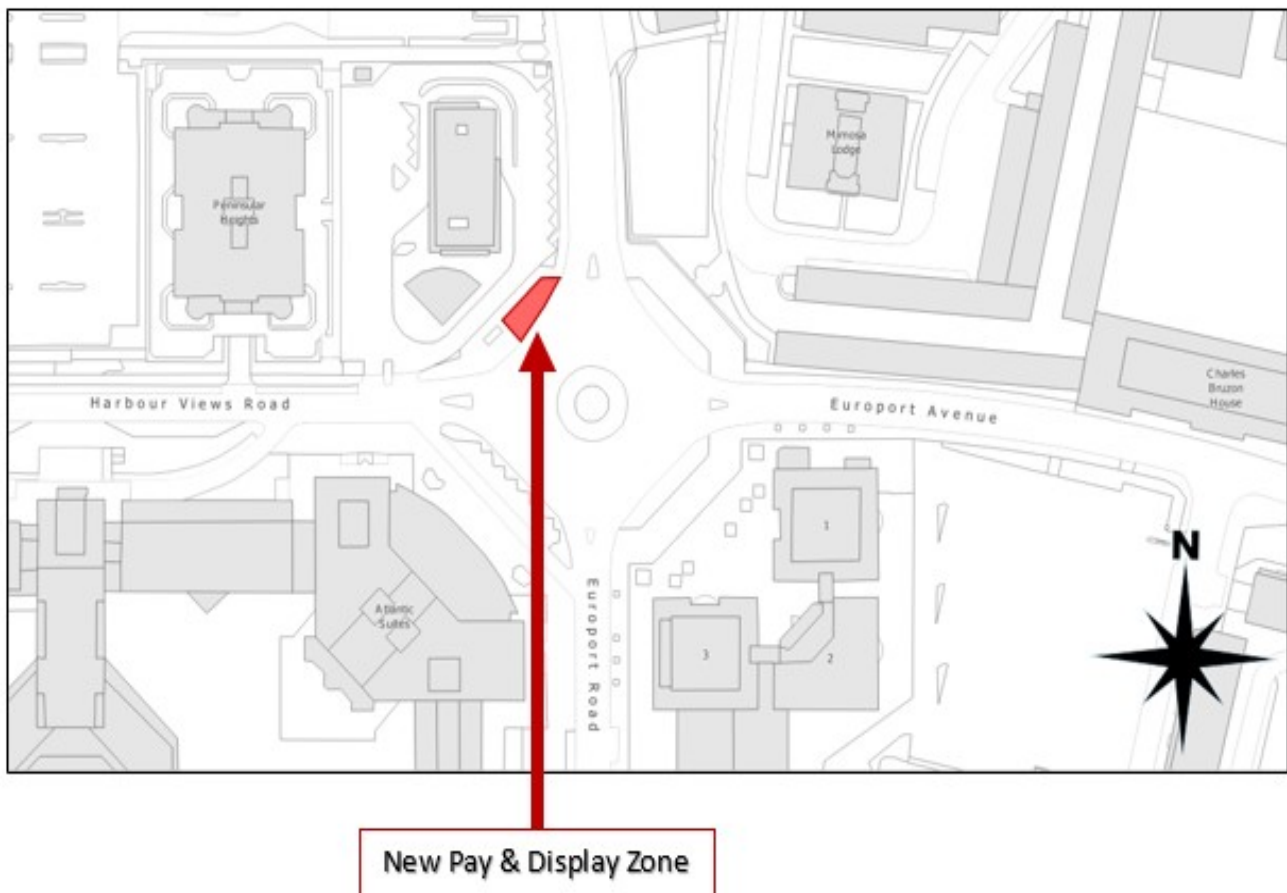 Mimosa
Lodge
Peninsular
Heights
Charles
Bruzon
House
Harbour Views Road
Europort Avenue
1
N
Atlantic
Suites
Europort Road
3
2
New Pay & Display Zone